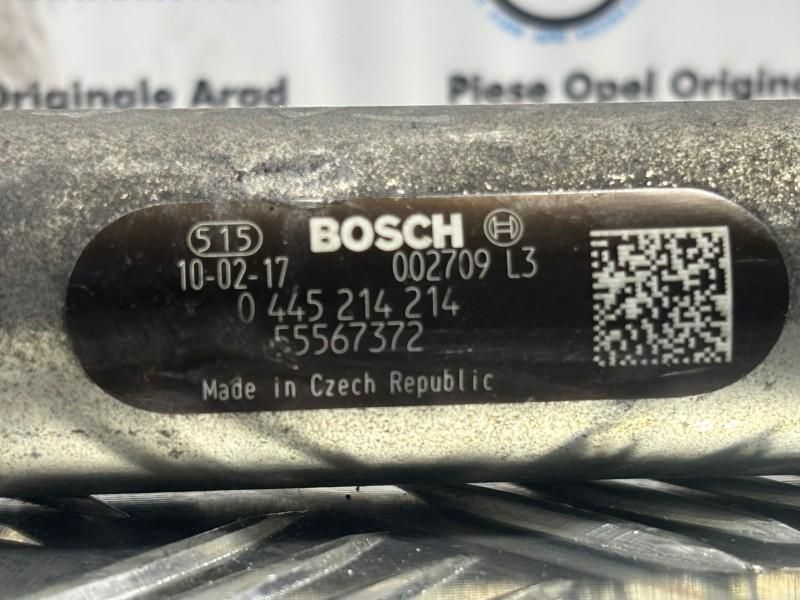 Originale Arad
Piese Opel Origin
515 BOSCH
10-02-17 002709 L3
0 445 214 214
55567372
Made in Czech Republic